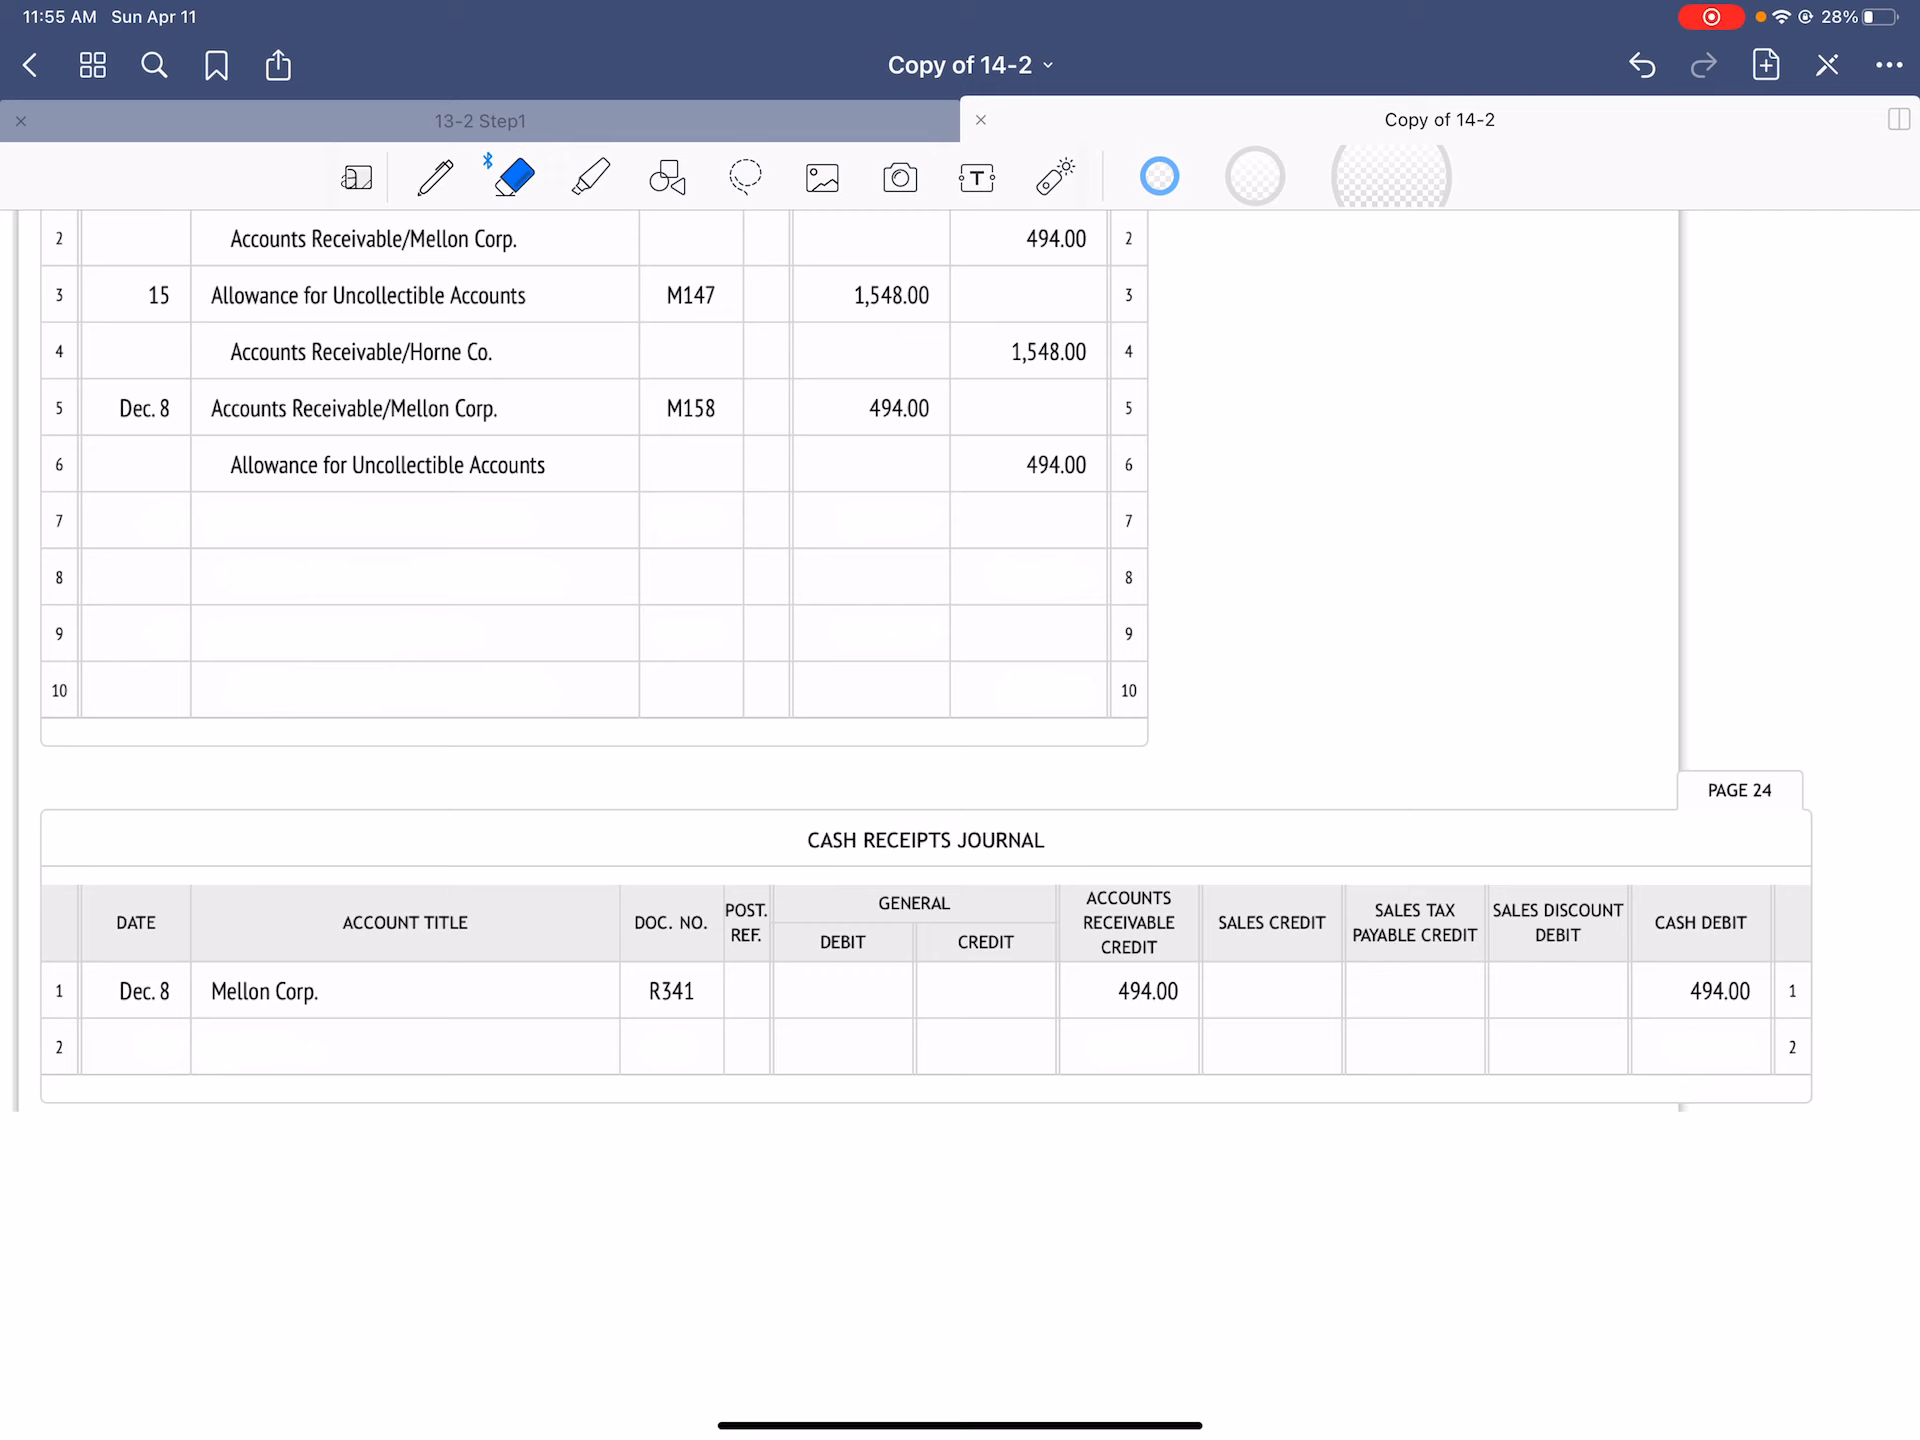 11:55 AM Sun Apr 11
28%
Copy of 14-2
13-2 Step1
Copy of 14-2
T
2 Accounts Receivable/Mellon Corp. 494.00 2
3 15 Allowance for Uncollectible Accounts M147 1,548.00 3
4 Accounts Receivable/Horne Co. 1,548.00 4
5 Dec. 8 Accounts Receivable/Mellon Corp. M158 494.00 5
6 Allowance for Uncollectible Accounts 494.00 6
7 7
8 8
9 9
10 10
PAGE 24
CASH RECEIPTS JOURNAL
DATE ACCOUNT TITLE DOC. NO. POST. REF. GENERAL DEBIT CREDIT ACCOUNTS RECEIVABLE CREDIT SALES CREDIT SALES TAX PAYABLE CREDIT SALES DISCOUNT DEBIT CASH DEBIT
1 Dec. 8 Mellon Corp. R341 494.00 494.00 1
2 2